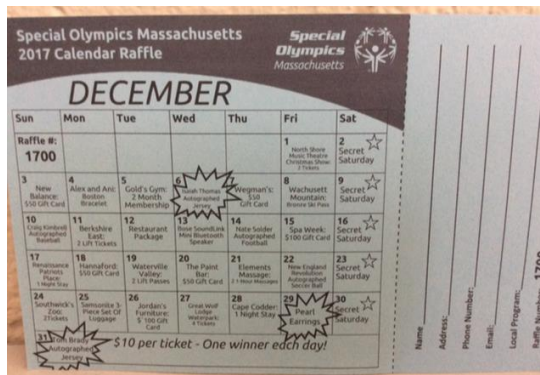 Special Olympics Massachusetts
2017 Calendar Raffle
Special
Olympics
Massachusetts
DECEMBER
Sun Mon Tue Wed Thu Fri Sat
Raffle #:
1700
1
North Shore
Music Theatre
Christmas Show:
2 Tickets
2
Secret
Saturday
3
New
Balance:
$50 Gift Card
4
Alex and Ani:
Boston
Bracelet
5
Gold's Gym:
2 Month
Membership
6
Isaiah Thomas
Autographed
Jersey
Wegman's:
$50
Gift Card
8
Wachusett
Mountain:
Bronze Ski Pass
9
Secret
Saturday
10
Craig Kimbrell
Autographed
Baseball
11
Berkshire
East:
2 Lift Tickets
12
Restaurant
Package
13
Bose SoundLink
Mini Bluetooth
Speaker
14
Nate Solder
Autographed
Football
15
Spa Week:
$100 Gift Card
16
Secret
Saturday
17
Renaissance
Patriots
Place:
1 Night Stay
18
Hannaford:
$50 Gift Card
19
Waterville
Valley:
2 Lift Passes
20
The Paint
Bar:
$50 Gift Card
21
Elements
Massage:
2 1-Hour Massages
22
New England
Revolution
Autographed
Soccer Ball
23
Secret
Saturday
24
Southwick's
Zoo:
2Tickets
25
Samsonite 3-
Piece Set Of
Luggage
26
Jordan's
Furniture:
$100 Gift
Card
27
Great Wolf
Lodge
Waterpark:
4 Tickets
28
Cape Codder:
1 Night Stay
29
Pearl
Earrings
30
Secret
Saturday
31
Tom Brady
Autographed
Jersey
$10 per ticket - One winner each day!
Name
Address:
Phone Number:
Email:
Local Program:
Raffle Num
1700